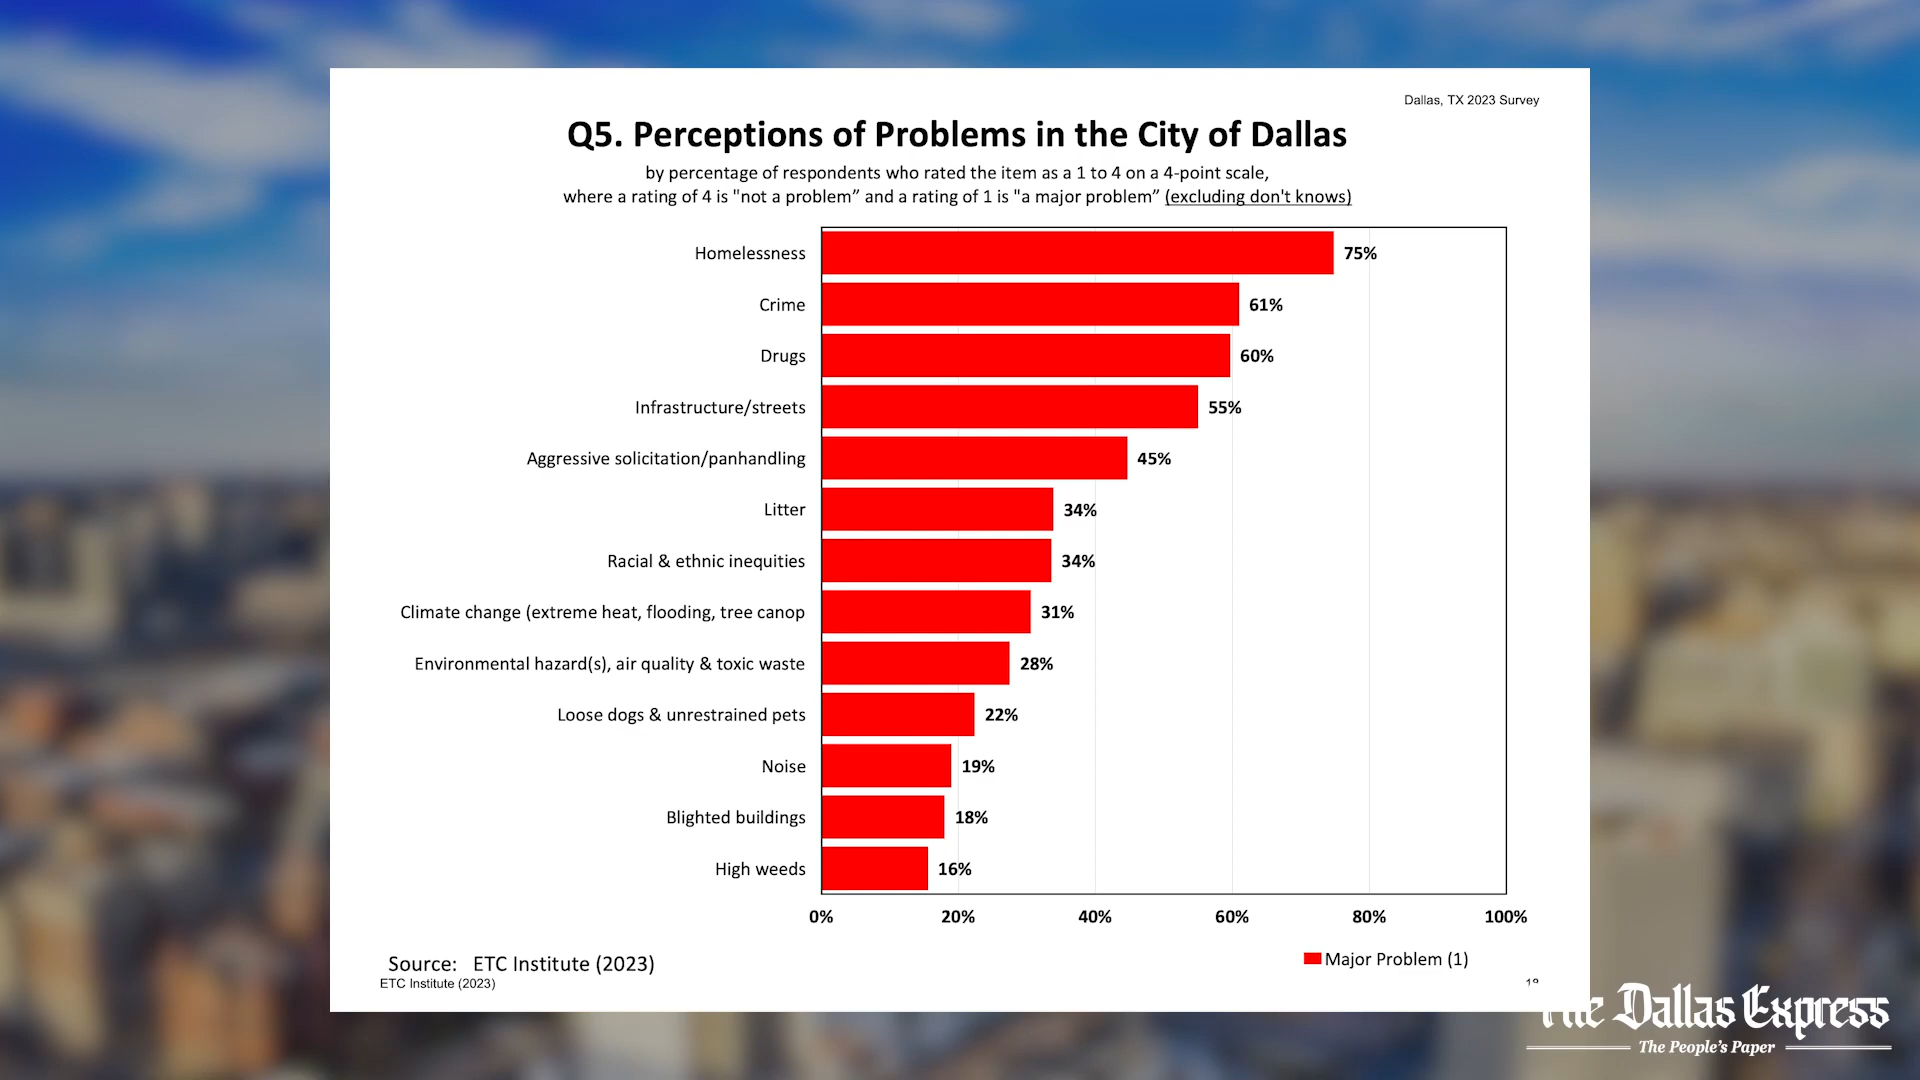 Dallas, TX 2023 Survey
Q5. Perceptions of Problems in the City of Dallas
by percentage of respondents who rated the item as a 1 to 4 on a 4-point scale,
where a rating of 4 is "not a problem” and a rating of 1 is "a major problem” (excluding don't knows)
Homelessness 75%
Crime 61%
Drugs 60%
Infrastructure/streets 55%
Aggressive solicitation/panhandling 45%
Litter 34%
Racial & ethnic inequities 34%
Climate change (extreme heat, flooding, tree canop 31%
Environmental hazard(s), air quality & toxic waste 28%
Loose dogs & unrestrained pets 22%
Noise 19%
Blighted buildings 18%
High weeds 16%
0% 20% 40% 60% 80% 100%
Major Problem (1)
Source: ETC Institute (2023)
ETC Institute (2023)
The Dallas Express
The People's Paper